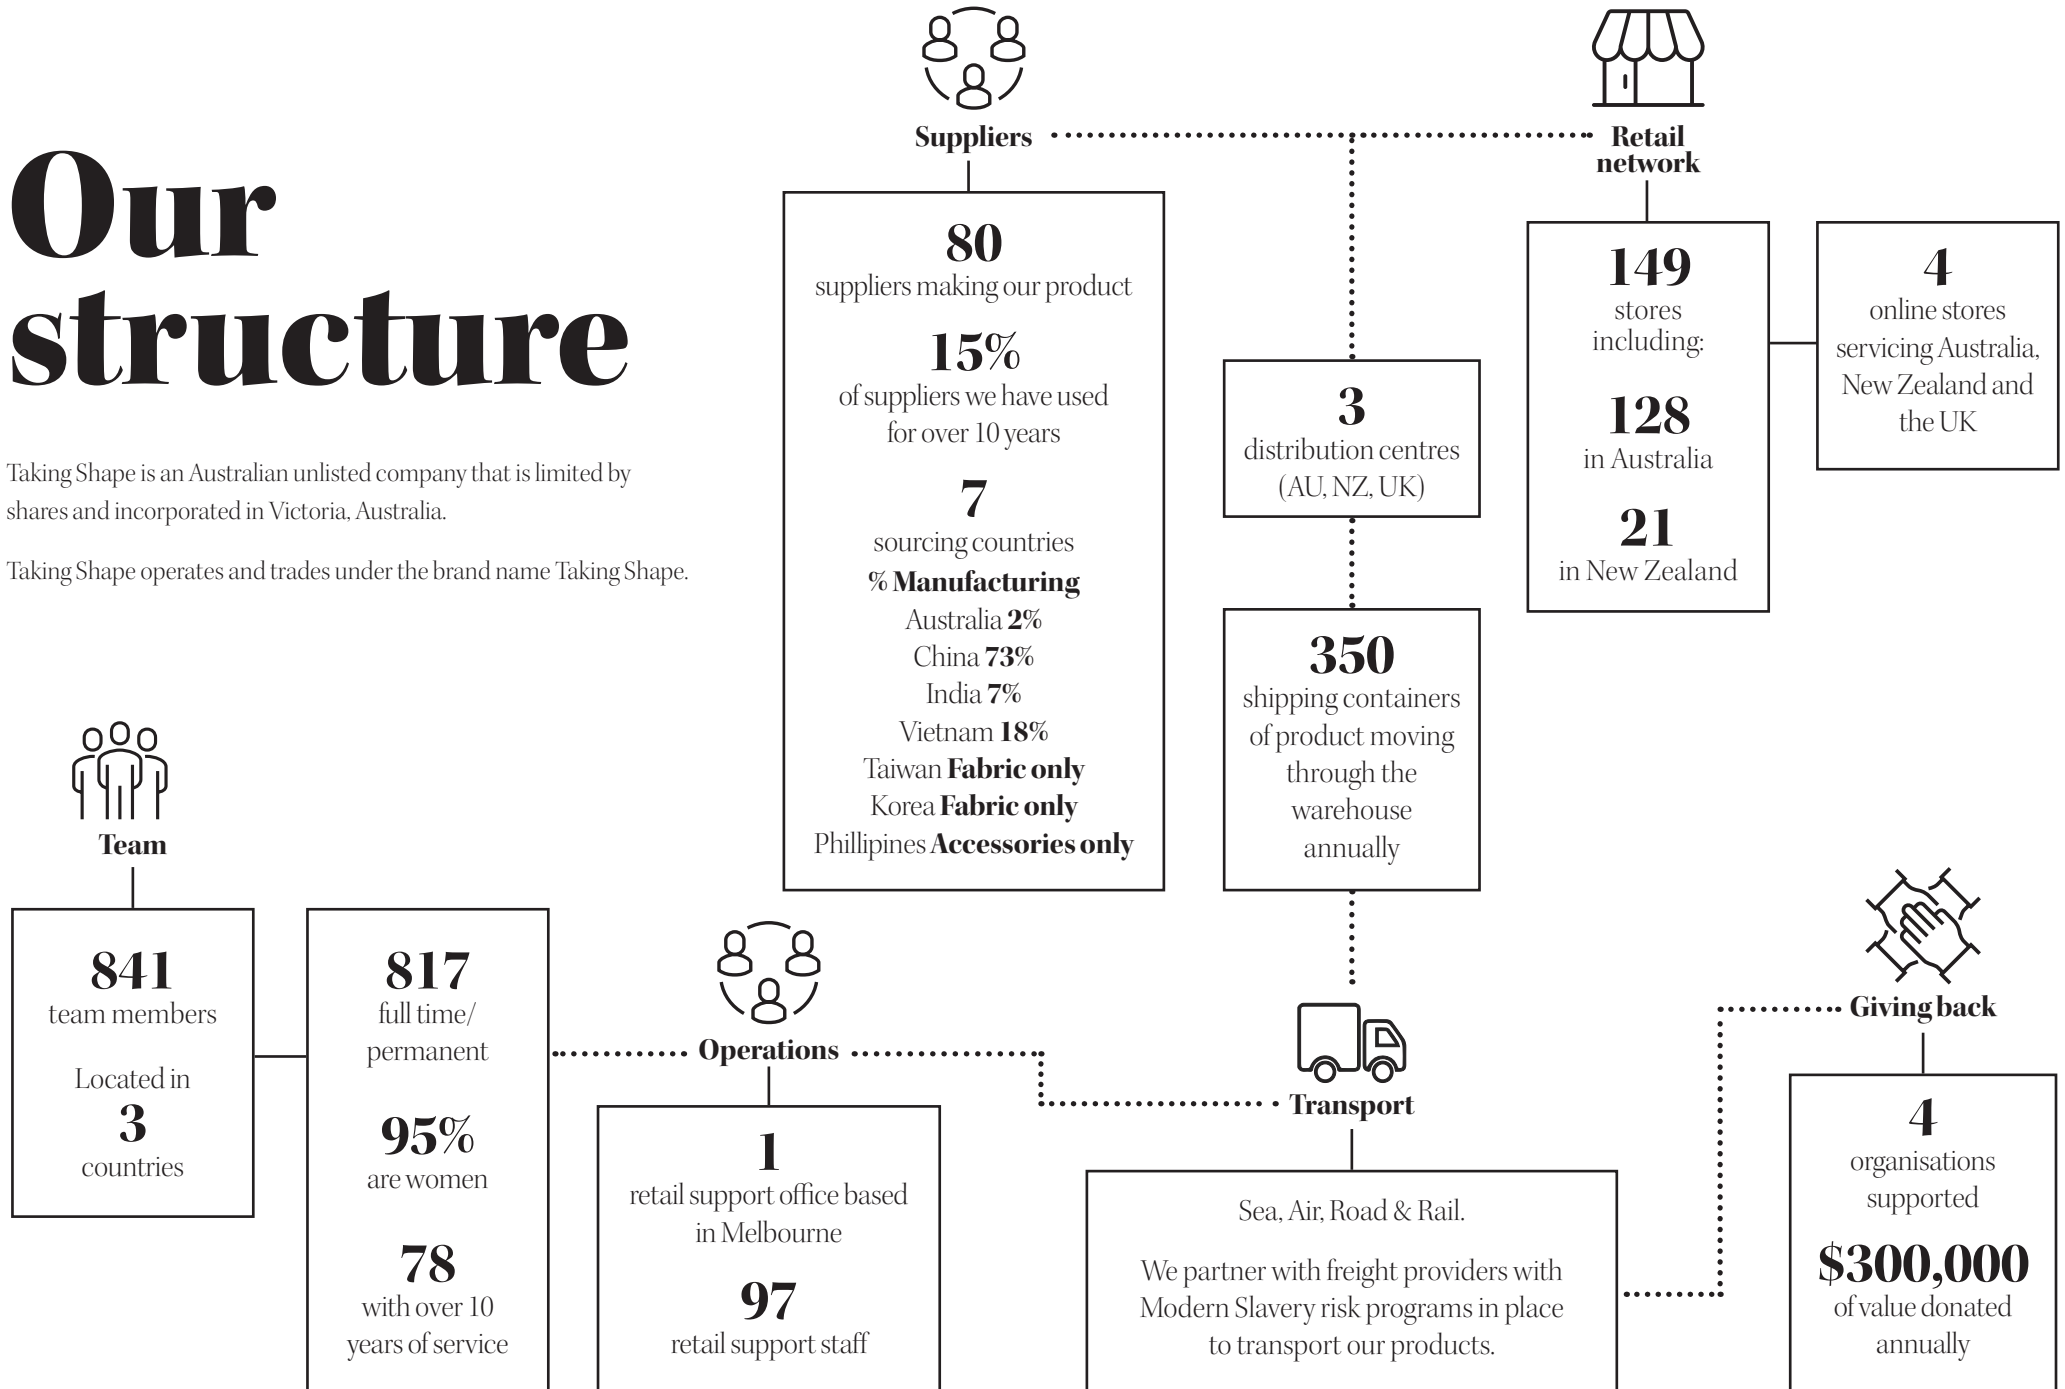 Our
structure
Taking Shape is an Australian unlisted company that is limited by
shares and incorporated in Victoria, Australia.
Taking Shape operates and trades under the brand name Taking Shape.
Suppliers
80
suppliers making our product
15%
of suppliers we have used
for over 10 years
7
sourcing countries
% Manufacturing
Australia 2%
China 73%
India 7%
Vietnam 18%
Taiwan Fabric only
Korea Fabric only
Phillipines Accessories only
3
distribution centres
(AU, NZ, UK)
350
shipping containers
of product moving
through the
warehouse
annually
Retail
network
149
stores
including:
128
in Australia
21
in New Zealand
4
online stores
servicing Australia,
New Zealand and
the UK
Team
841
team members
Located in
3
countries
817
full time/
permanent
95%
are women
78
with over 10
years of service
Operations
1
retail support office based
in Melbourne
97
retail support staff
Transport
Sea, Air, Road & Rail.
We partner with freight providers with
Modern Slavery risk programs in place
to transport our products.
Giving back
4
organisations
supported
$300,000
of value donated
annually